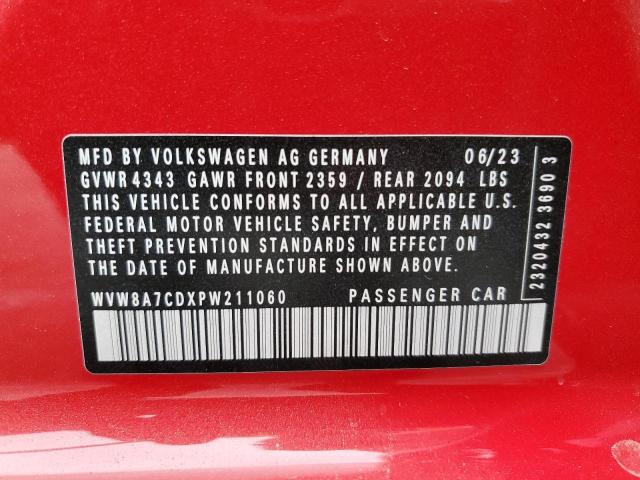 MFD BY VOLKSWAGEN AG GERMANY 06/23
GVWR 4343 GAWR FRONT 2359 / REAR 2094 LBS
THIS VEHICLE CONFORMS TO ALL APPLICABLE U.S.
FEDERAL MOTOR VEHICLE SAFETY, BUMPER AND
THEFT PREVENTION STANDARDS IN EFFECT ON
THE DATE OF MANUFACTURE SHOWN ABOVE.
WVW8A7CDXPW211060 PASSENGER CAR
2320432 3690 3